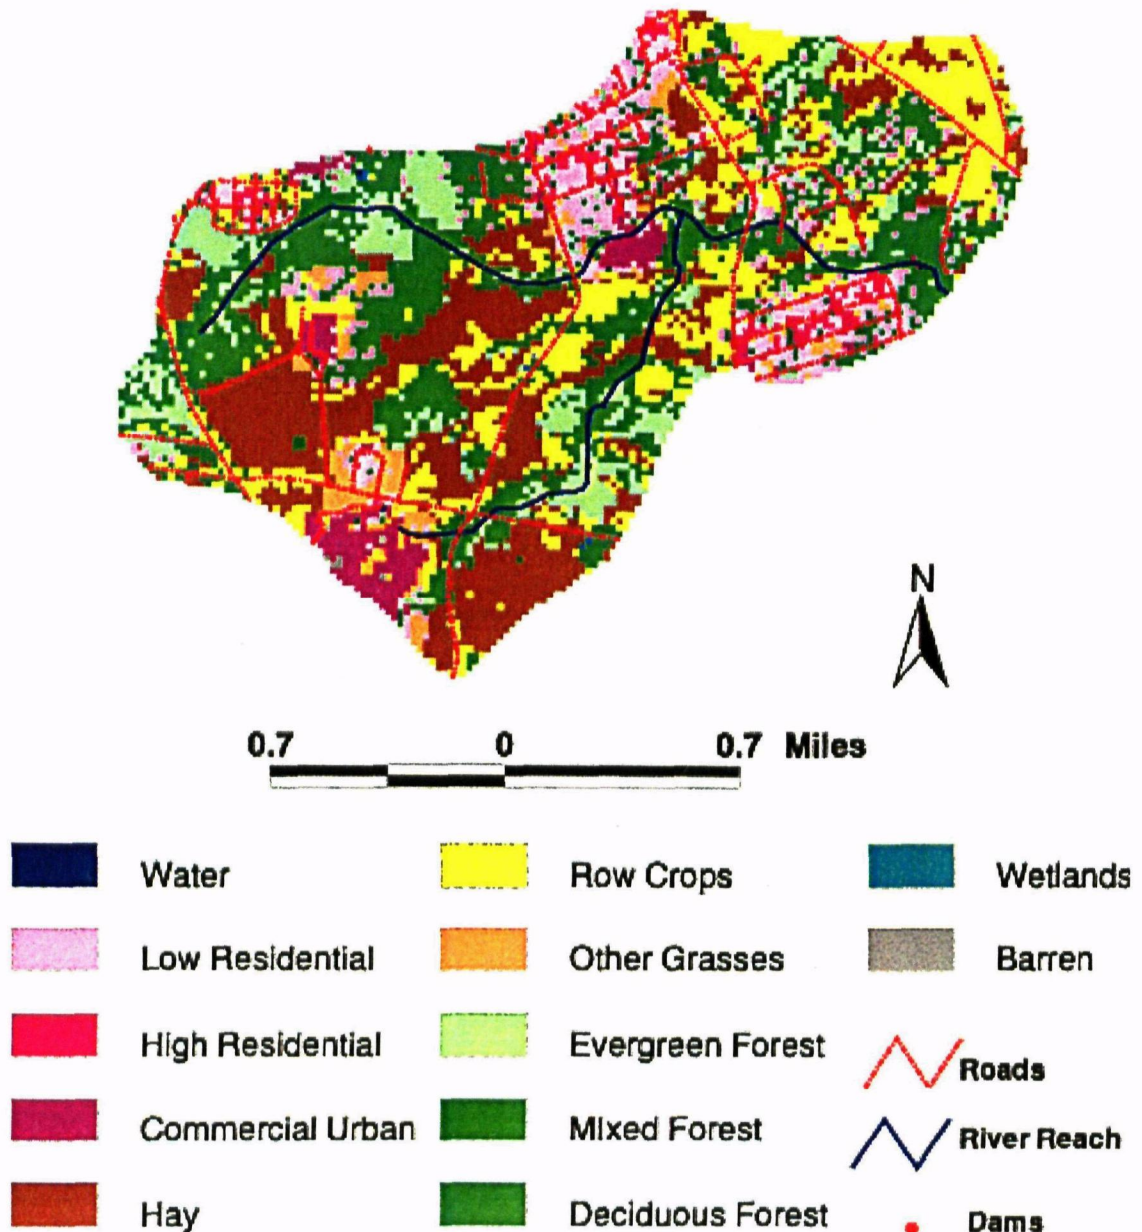 N
0.7 0 0.7 Miles
Water
Low Residential
High Residential
Commercial Urban
Hay
Row Crops
Other Grasses
Evergreen Forest
Mixed Forest
Deciduous Forest
Wetlands
Barren
Roads
River Reach
Dams